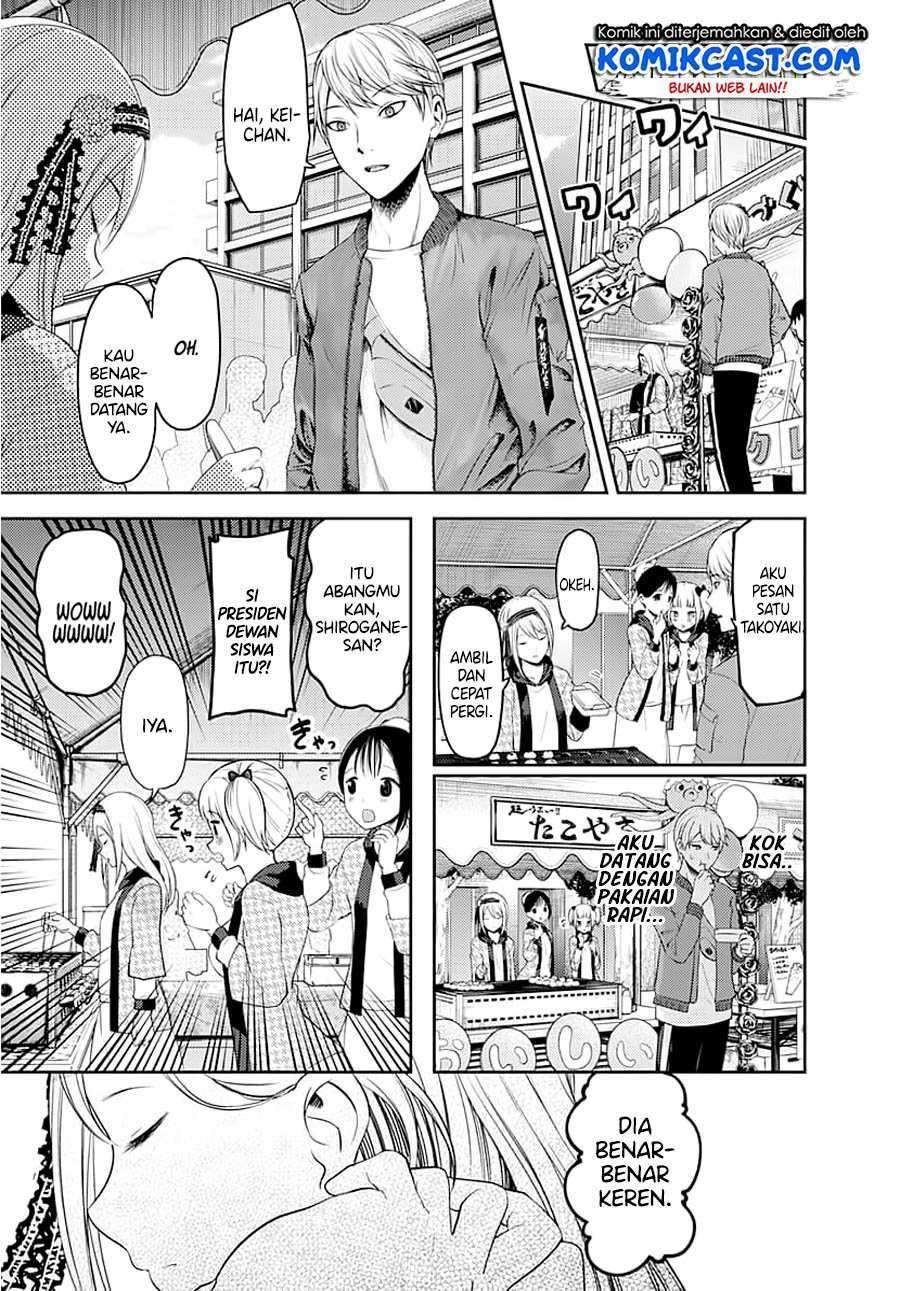 Komik ini diterjemahkan & diedit oleh
KOMIKCAST.COM
BUKAN WEB LAIN!!
ワイ
ワイ
HAI, KEI-
CHAN.
OH.
KAU
BENAR-
BENAR
DATANG
YA.
AKU
PESAN
SATU
TAKOYAKI.
OKEH.
AMBIL
DAN
CEPAT
PERGI.
たこやき
KOK
BISA..
AKU
DATANG
DENGAN
PAKAIAN
RAPI...
おいしい
ITU
ABANGMU
KAN,
SHIROGANE-
SAN?
SI
PRESIDEN
DEWAN
SISWA
ITU?!
WOWW
WWWW!
IYA.
きゃっ
きゃっ
DIA
BENAR-
BENAR
KEREN.